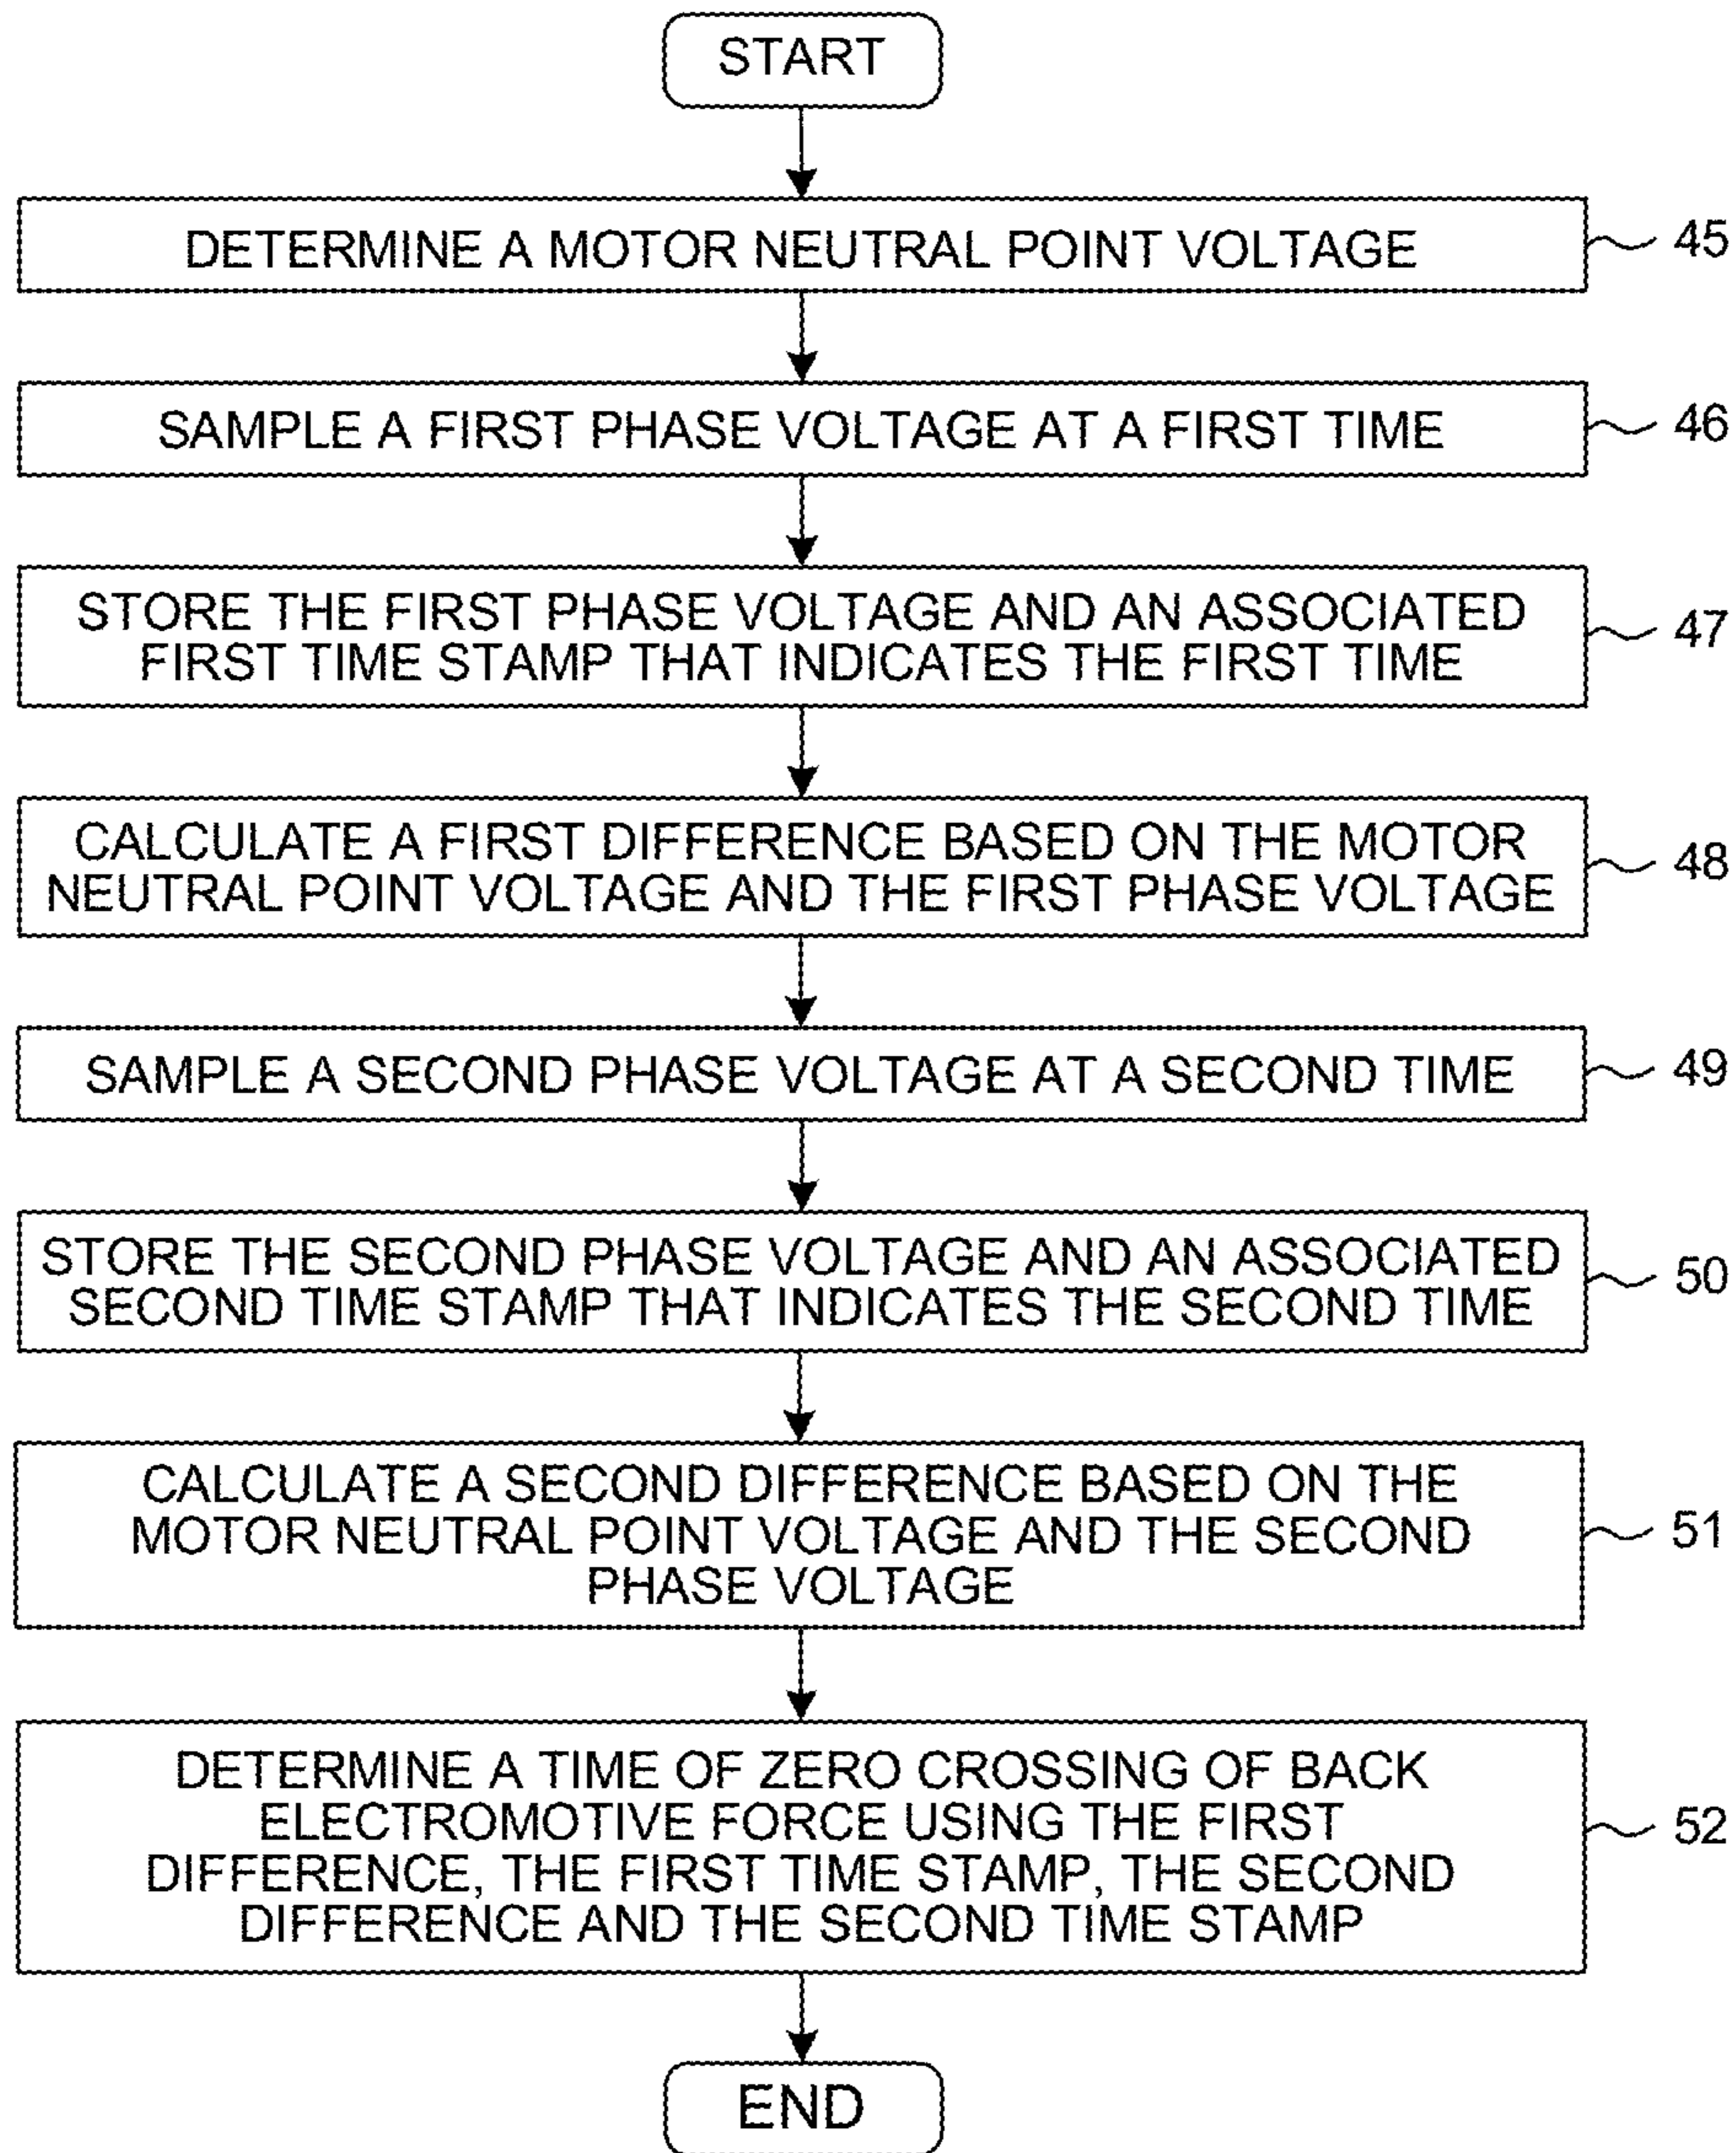 START
DETERMINE A MOTOR NEUTRAL POINT VOLTAGE
45
SAMPLE A FIRST PHASE VOLTAGE AT A FIRST TIME
46
STORE THE FIRST PHASE VOLTAGE AND AN ASSOCIATED
FIRST TIME STAMP THAT INDICATES THE FIRST TIME
47
CALCULATE A FIRST DIFFERENCE BASED ON THE MOTOR
NEUTRAL POINT VOLTAGE AND THE FIRST PHASE VOLTAGE
48
SAMPLE A SECOND PHASE VOLTAGE AT A SECOND TIME
49
STORE THE SECOND PHASE VOLTAGE AND AN ASSOCIATED
SECOND TIME STAMP THAT INDICATES THE SECOND TIME
50
CALCULATE A SECOND DIFFERENCE BASED ON THE
MOTOR NEUTRAL POINT VOLTAGE AND THE SECOND
PHASE VOLTAGE
51
DETERMINE A TIME OF ZERO CROSSING OF BACK
ELECTROMOTIVE FORCE USING THE FIRST
DIFFERENCE, THE FIRST TIME STAMP, THE SECOND
DIFFERENCE AND THE SECOND TIME STAMP
52
END